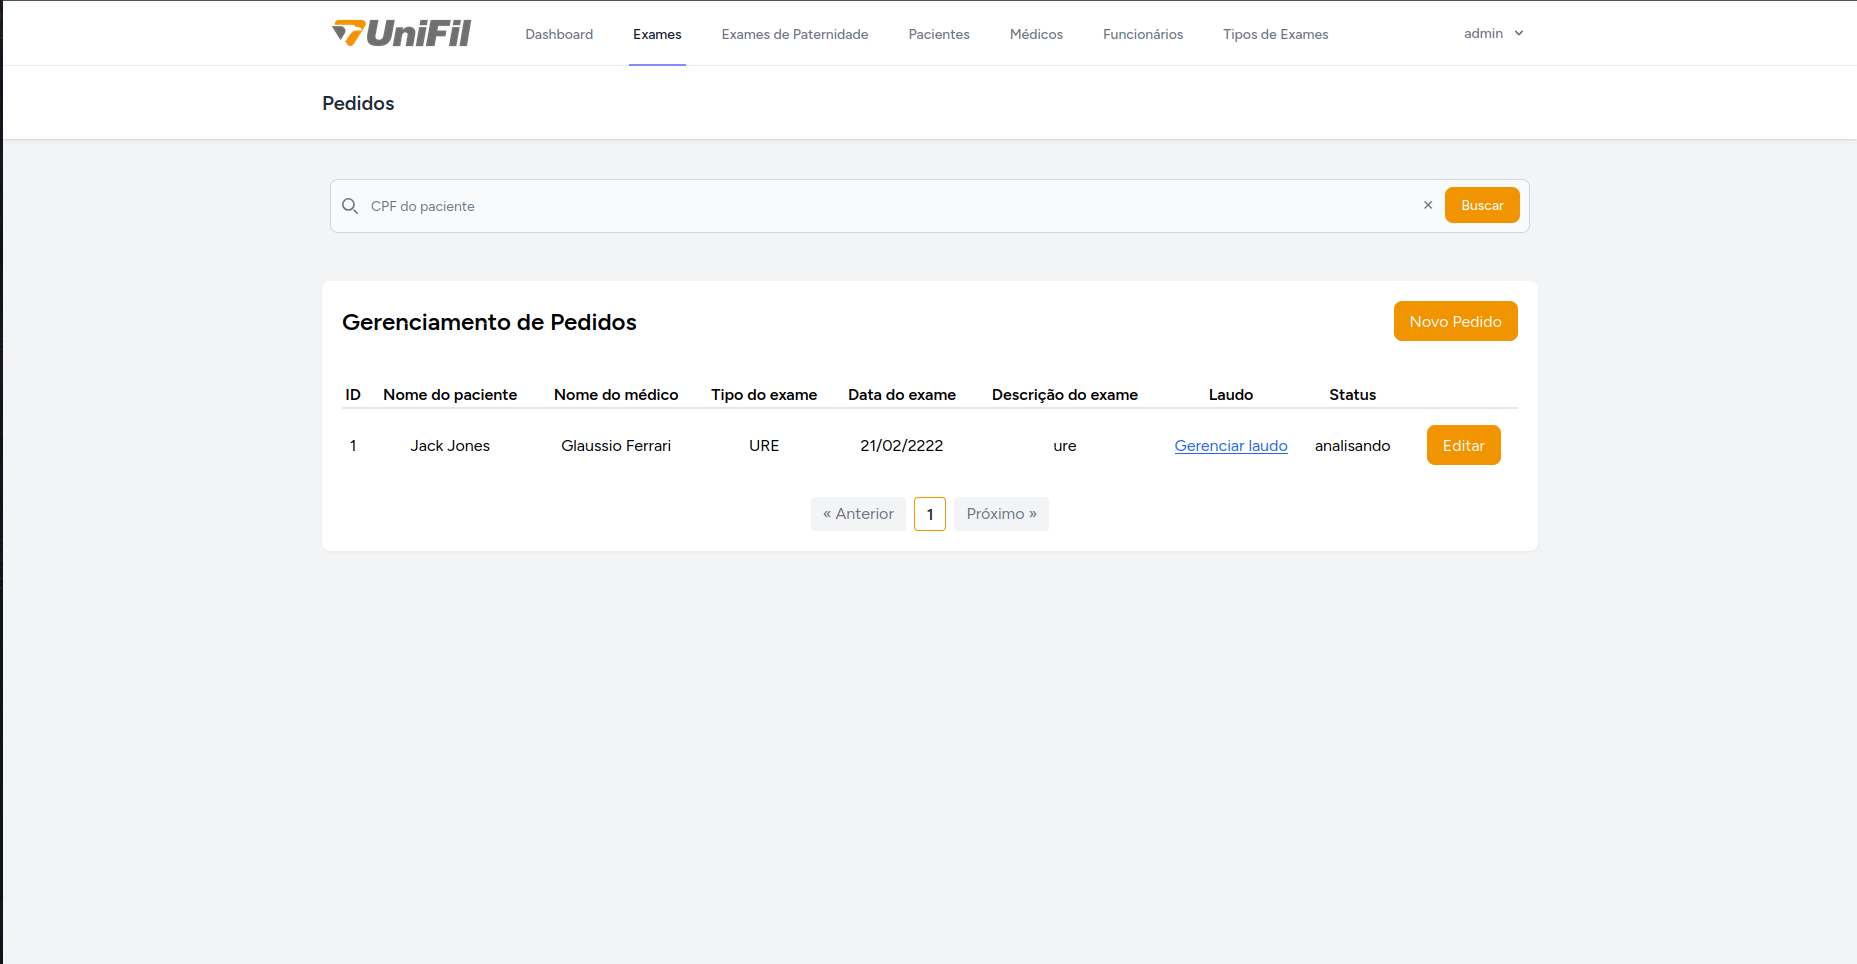 UniFil Dashboard Exames Exames de Paternidade Pacientes Médicos Funcionários Tipos de Exames admin
Pedidos
CPF do paciente × Buscar
Gerenciamento de Pedidos Novo Pedido
ID Nome do paciente Nome do médico Tipo do exame Data do exame Descrição do exame Laudo Status
1 Jack Jones Glaussio Ferrari URE 21/02/2222 ure Gerenciar laudo analisando Editar
« Anterior 1 Próximo »